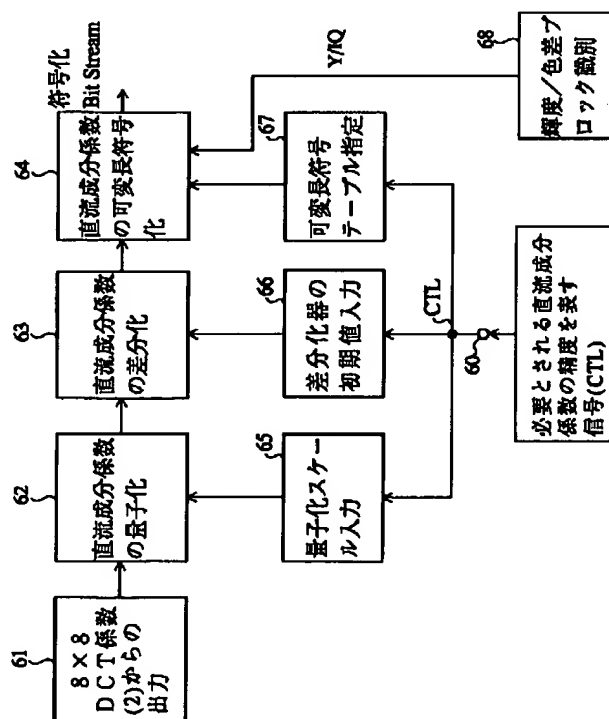 61
8×8
DCT係数
(2)からの
出力
62
直流成分係数
の量子化
63
直流成分係数
の差分化
64
直流成分係数
の可変長符号
化
符号化
Bit Stream
65
量子化スケー
ル入力
66
差分化器の
初期値入力
67
可変長符号
テーブル指定
Y/IQ
CTL
60
必要とされる直流成分
係数の精度を表す
信号(CTL)
68
輝度/色差ブ
ロック識別